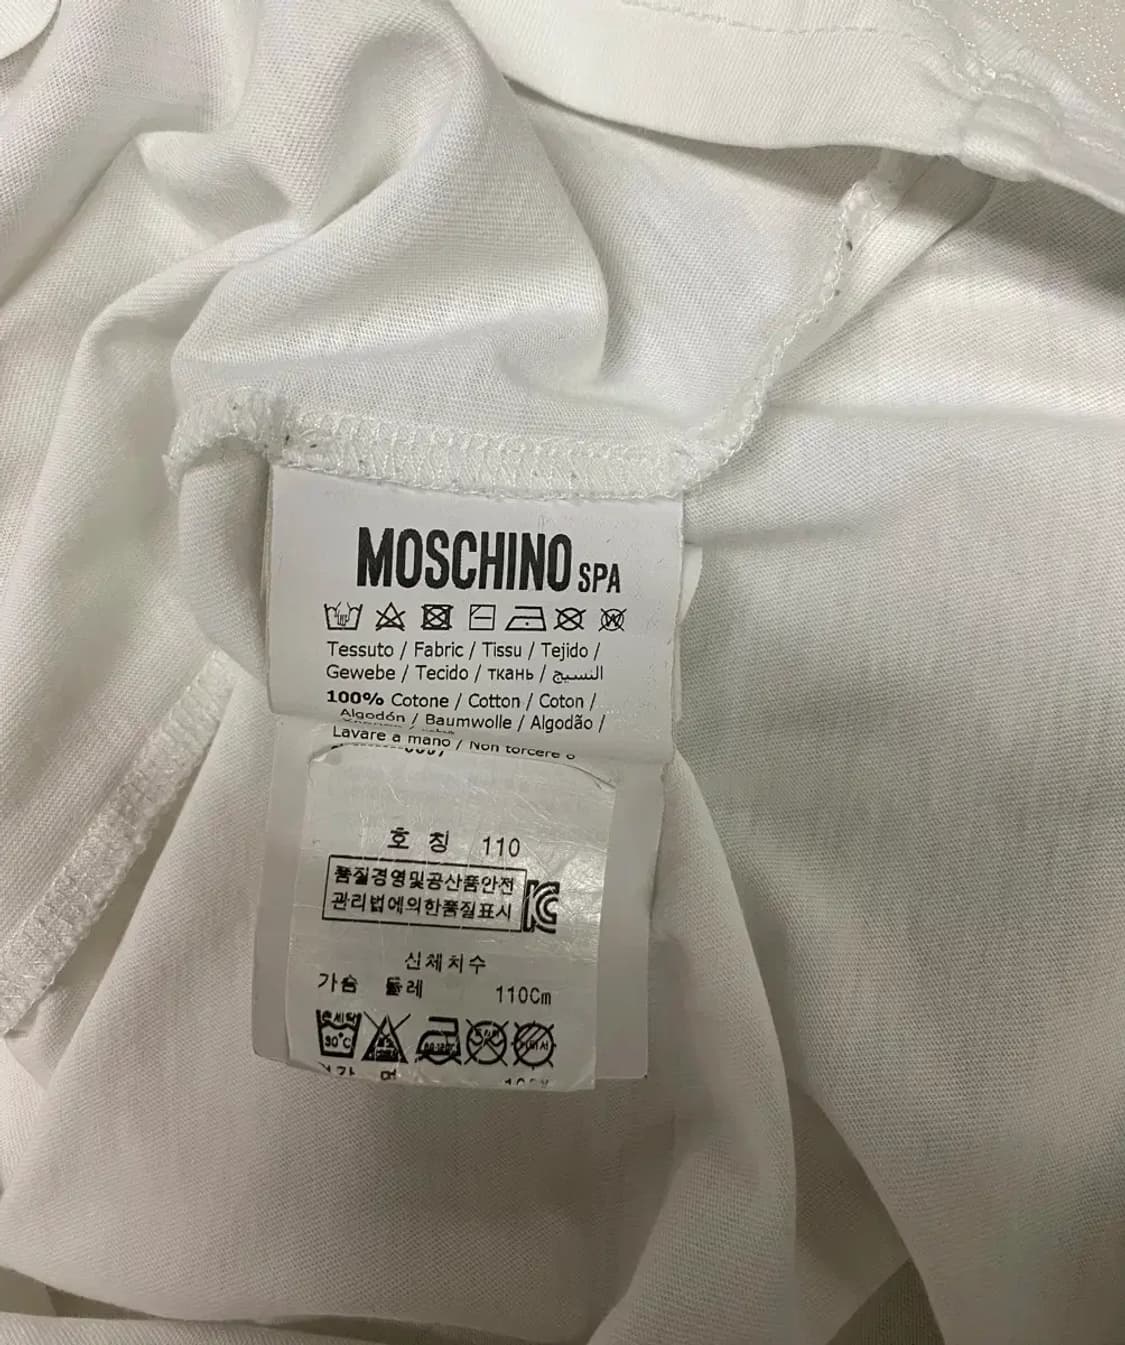 MOSCHINO SPA
Tessuto / Fabric / Tissu / Tejido /
Gewebe / Tecido / ткань / النسيج
100% Cotone / Cotton / Coton /
Algodón / Baumwolle / Algodão /
Lavare a mano / Non torcere o
호 칭 110
품질경영및공산품안전
관리법에의한품질표시
신체치수
가슴 둘레 110Cm
30°C